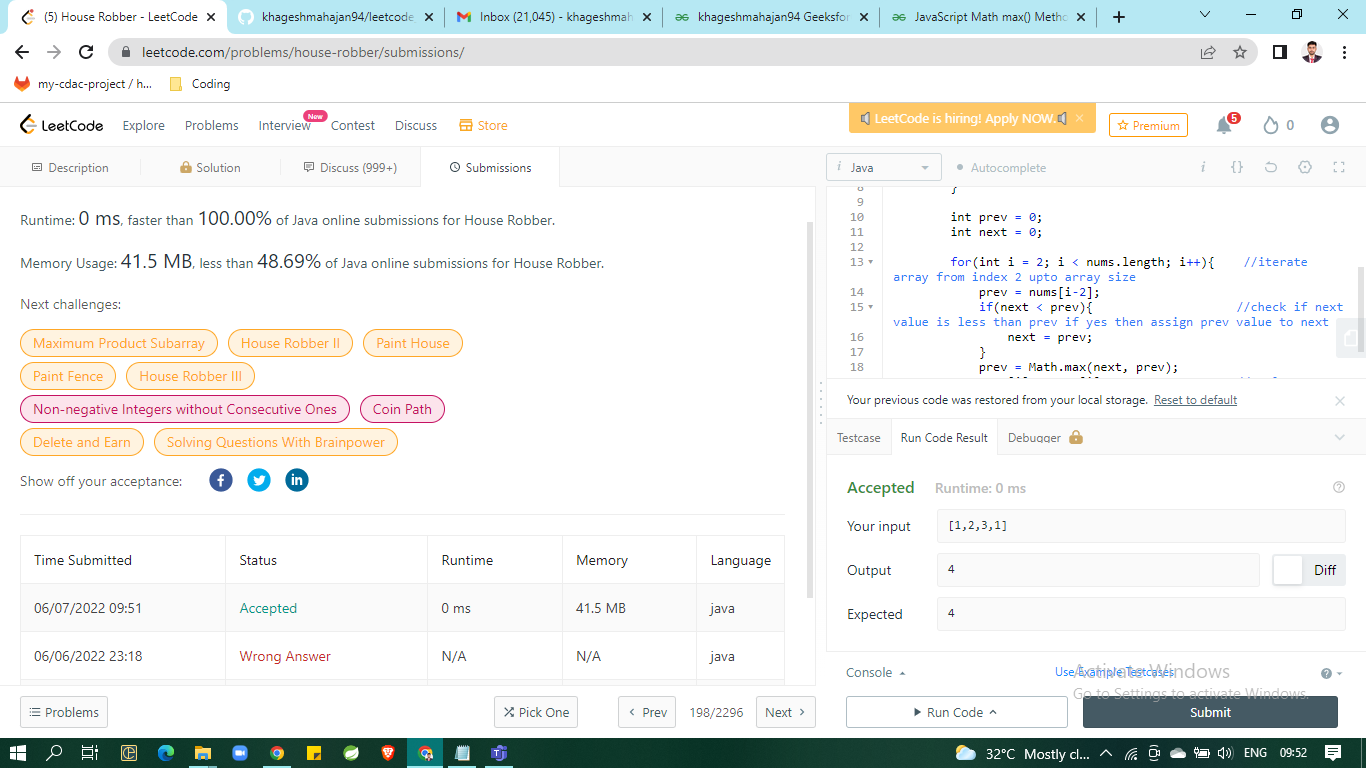 (5) House Robber - LeetCode
khageshmahajan94/leetcode
Inbox (21,045) - khageshmah
khageshmahajan94 Geeksfor
JavaScript Math max() Metho
leetcode.com/problems/house-robber/submissions/
my-cdac-project / h...
Coding
LeetCode
Explore
Problems
Interview
New
Contest
Discuss
Store
LeetCode is hiring! Apply NOW.
Premium
5
0
Description
Solution
Discuss (999+)
Submissions
i Java
Autocomplete
Runtime: 0 ms, faster than 100.00% of Java online submissions for House Robber.
Memory Usage: 41.5 MB, less than 48.69% of Java online submissions for House Robber.
Next challenges:
Maximum Product Subarray
House Robber II
Paint House
Paint Fence
House Robber III
Non-negative Integers without Consecutive Ones
Coin Path
Delete and Earn
Solving Questions With Brainpower
Show off your acceptance:
Time Submitted Status Runtime Memory Language
06/07/2022 09:51 Accepted 0 ms 41.5 MB java
06/06/2022 23:18 Wrong Answer N/A N/A java
Problems
Pick One
Prev
198/2296
Next
8 }
9
10 int prev = 0;
11 int next = 0;
12
13 for(int i = 2; i < nums.length; i++){ //iterate
array from index 2 upto array size
14 prev = nums[i-2];
15 if(next < prev){ //check if next
value is less than prev if yes then assign prev value to next
16 next = prev;
17 }
18 prev = Math.max(next, prev);
Your previous code was restored from your local storage. Reset to default
Testcase
Run Code Result
Debugger
Accepted Runtime: 0 ms
Your input [1,2,3,1]
Output 4 Diff
Expected 4
Console
Use Example Testcases
Activate Windows
Go to Settings to activate Windows.
Run Code
Submit
32°C Mostly cl...
ENG
09:52